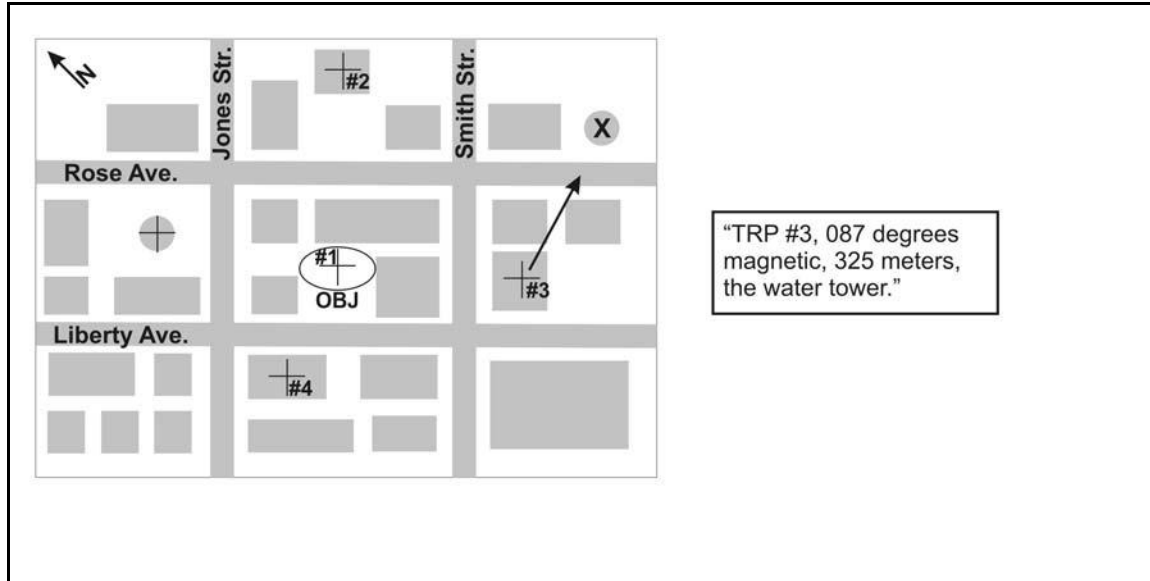 N
Jones Str.
#2
Smith Str.
X
Rose Ave.
#1
OBJ
#3
Liberty Ave.
#4
“TRP #3, 087 degrees
magnetic, 325 meters,
the water tower.”